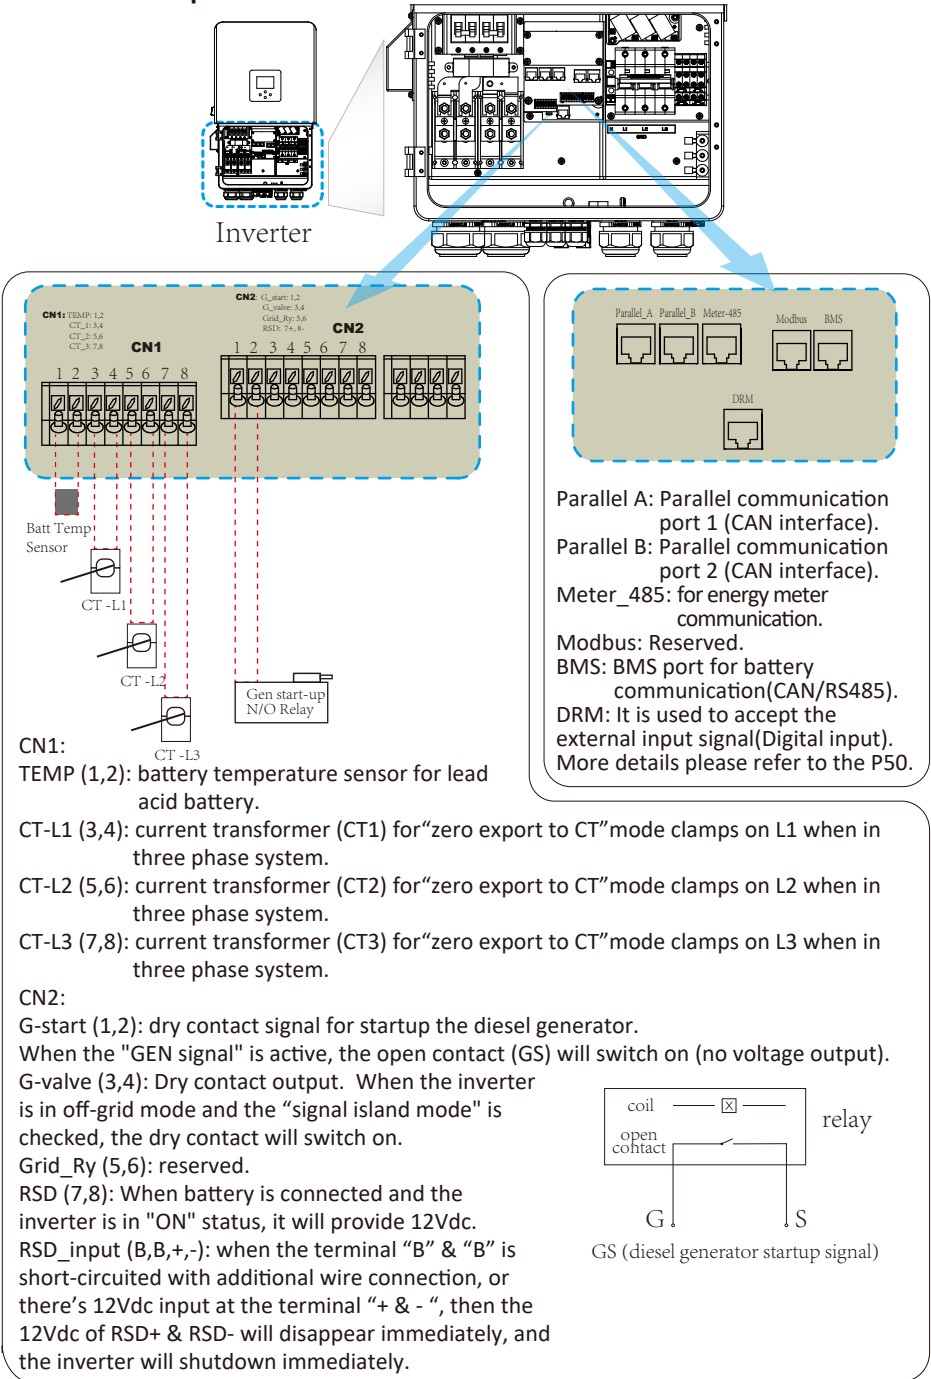 Inverter
CN1: TEMP: 1,2
CT_1: 3,4
CT_2: 5,6
CT_3: 7,8
CN1
1 2 3 4 5 6 7 8
CN2: G_start: 1,2
G_valve: 3,4
Grid_Ry: 5,6
RSD: 7+, 8-
CN2
1 2 3 4 5 6 7 8
Batt Temp
Sensor
CT -L1
CT -L2
CT -L3
Gen start-up
N/O Relay
Parallel_A Parallel_B Meter-485
Modbus BMS
DRM
Parallel A: Parallel communication
port 1 (CAN interface).
Parallel B: Parallel communication
port 2 (CAN interface).
Meter_485: for energy meter
communication.
Modbus: Reserved.
BMS: BMS port for battery
communication(CAN/RS485).
DRM: It is used to accept the
external input signal(Digital input).
More details please refer to the P50.
CN1:
TEMP (1,2): battery temperature sensor for lead
acid battery.
CT-L1 (3,4): current transformer (CT1) for“zero export to CT”mode clamps on L1 when in
three phase system.
CT-L2 (5,6): current transformer (CT2) for“zero export to CT”mode clamps on L2 when in
three phase system.
CT-L3 (7,8): current transformer (CT3) for“zero export to CT”mode clamps on L3 when in
three phase system.
CN2:
G-start (1,2): dry contact signal for startup the diesel generator.
When the "GEN signal" is active, the open contact (GS) will switch on (no voltage output).
G-valve (3,4): Dry contact output. When the inverter
is in off-grid mode and the “signal island mode" is
checked, the dry contact will switch on.
Grid_Ry (5,6): reserved.
RSD (7,8): When battery is connected and the
inverter is in "ON" status, it will provide 12Vdc.
RSD_input (B,B,+,-): when the terminal “B” & “B” is
short-circuited with additional wire connection, or
there’s 12Vdc input at the terminal “+ & - “, then the
12Vdc of RSD+ & RSD- will disappear immediately, and
the inverter will shutdown immediately.
coil
open
contact
relay
G S
GS (diesel generator startup signal)